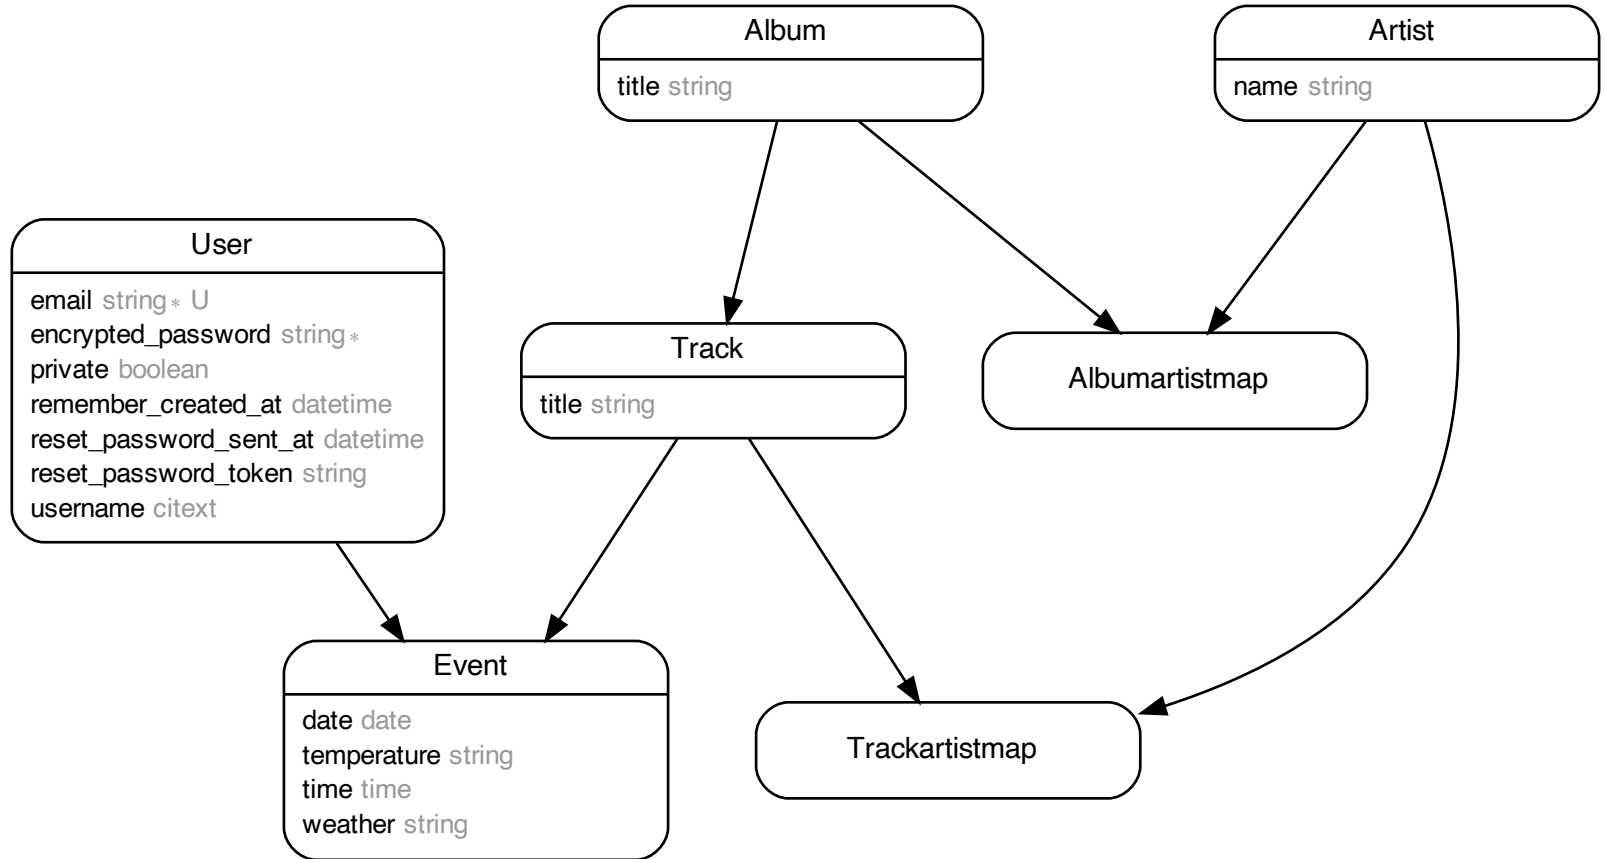 Album
title string
Artist
name string
User
email string* U
encrypted_password string*
private boolean
remember_created_at datetime
reset_password_sent_at datetime
reset_password_token string
username citext
Track
title string
Albumartistmap
Event
date date
temperature string
time time
weather string
Trackartistmap